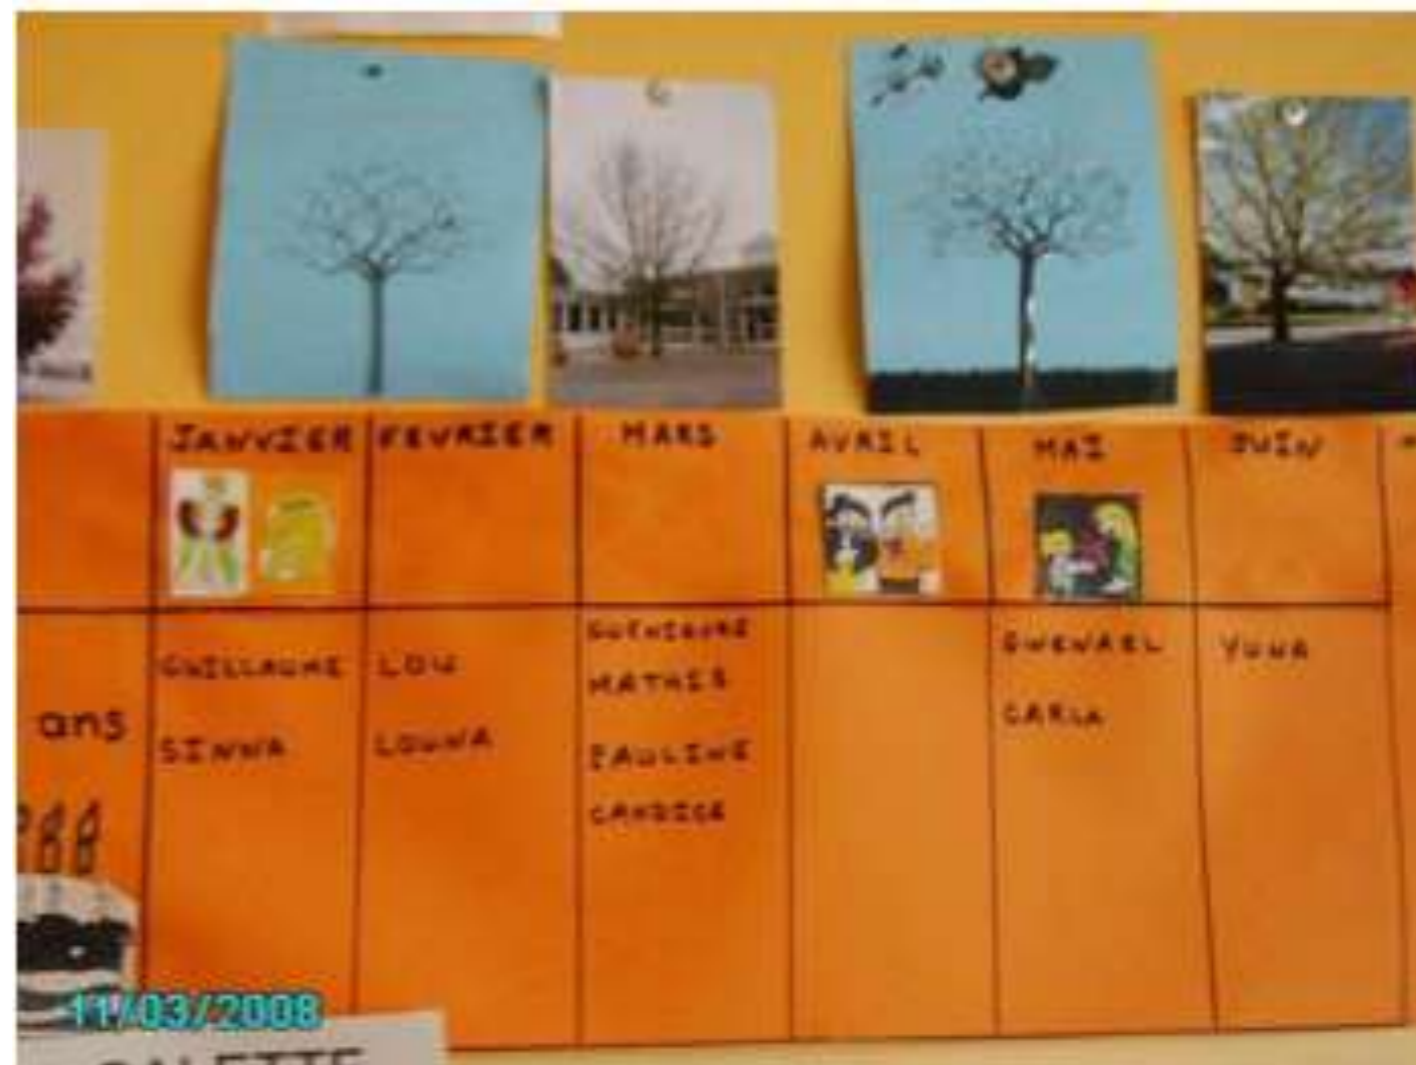 JANVIER FEVRIER MARS AVRIL MAI JUIN
GUILLAUME LOU MATHIS GWENAEL YUNA
ans SINNA LOUNA PAULINE CARLA
CANDICE
11/03/2008
GALETTE